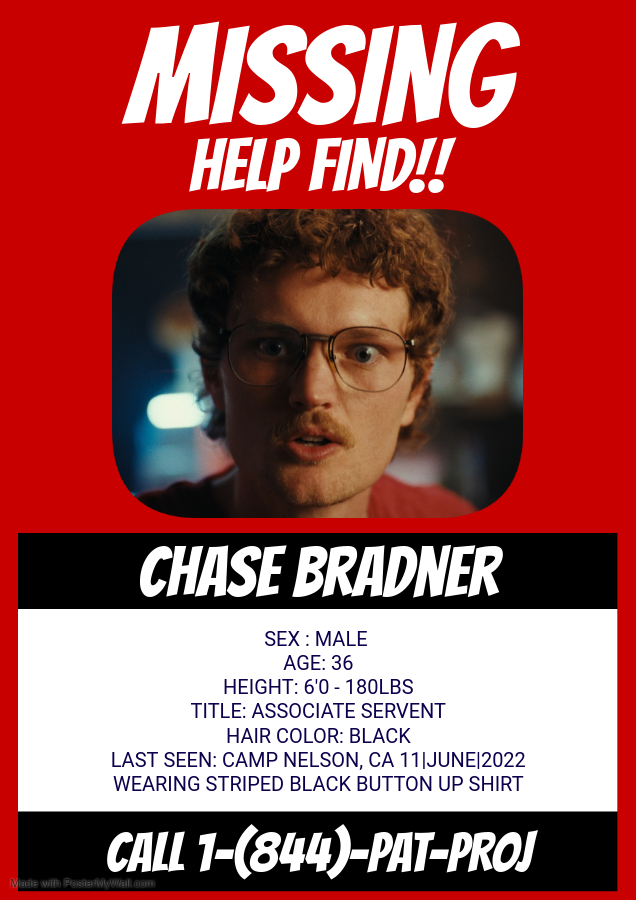 MISSING
HELP FIND!!
CHASE BRADNER
SEX : MALE
AGE: 36
HEIGHT: 6'0 - 180LBS
TITLE: ASSOCIATE SERVENT
HAIR COLOR: BLACK
LAST SEEN: CAMP NELSON, CA 11|JUNE|2022
WEARING STRIPED BLACK BUTTON UP SHIRT
CALL 1-(844)-PAT-PROJ
Made with PosterMyWall.com